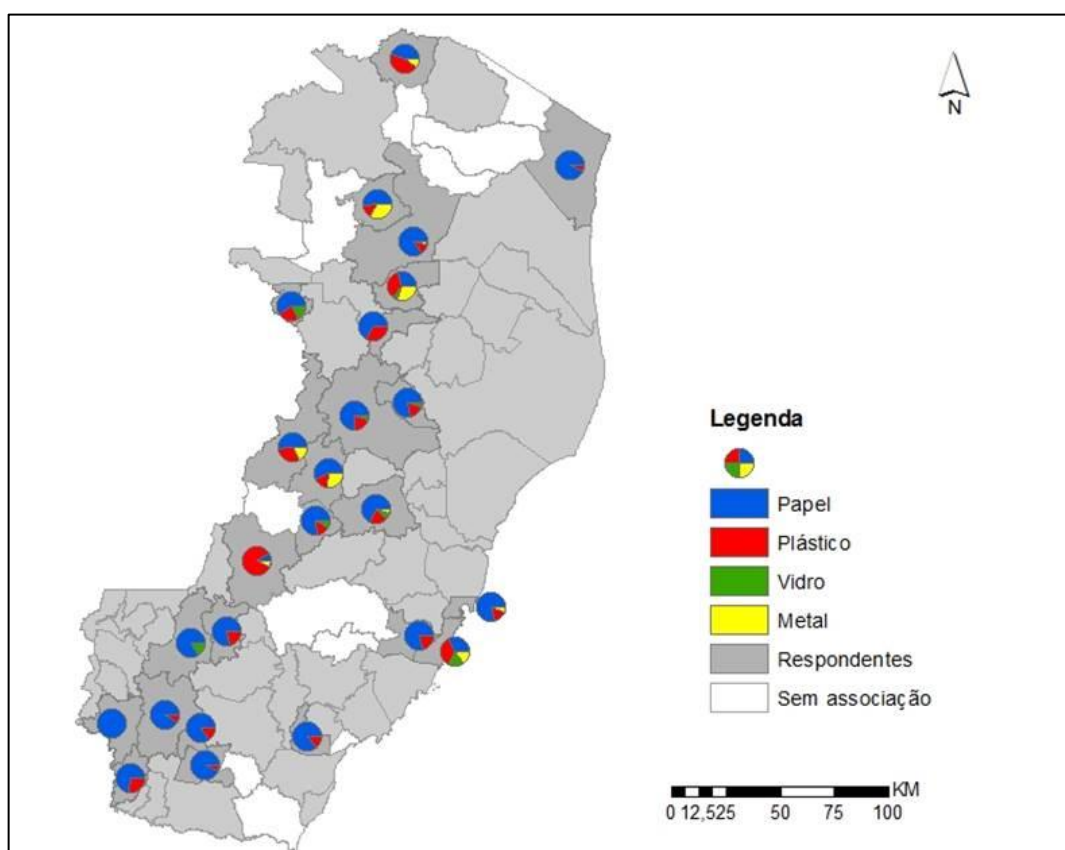 N
Legenda
Papel
Plástico
Vidro
Metal
Respondentes
Sem associação
KM
0 12,525 50 75 100